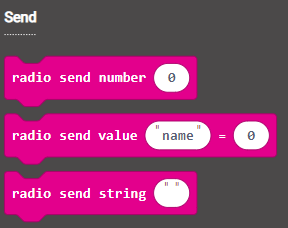 Send
radio send number 0
radio send value "name" = 0
radio send string " "